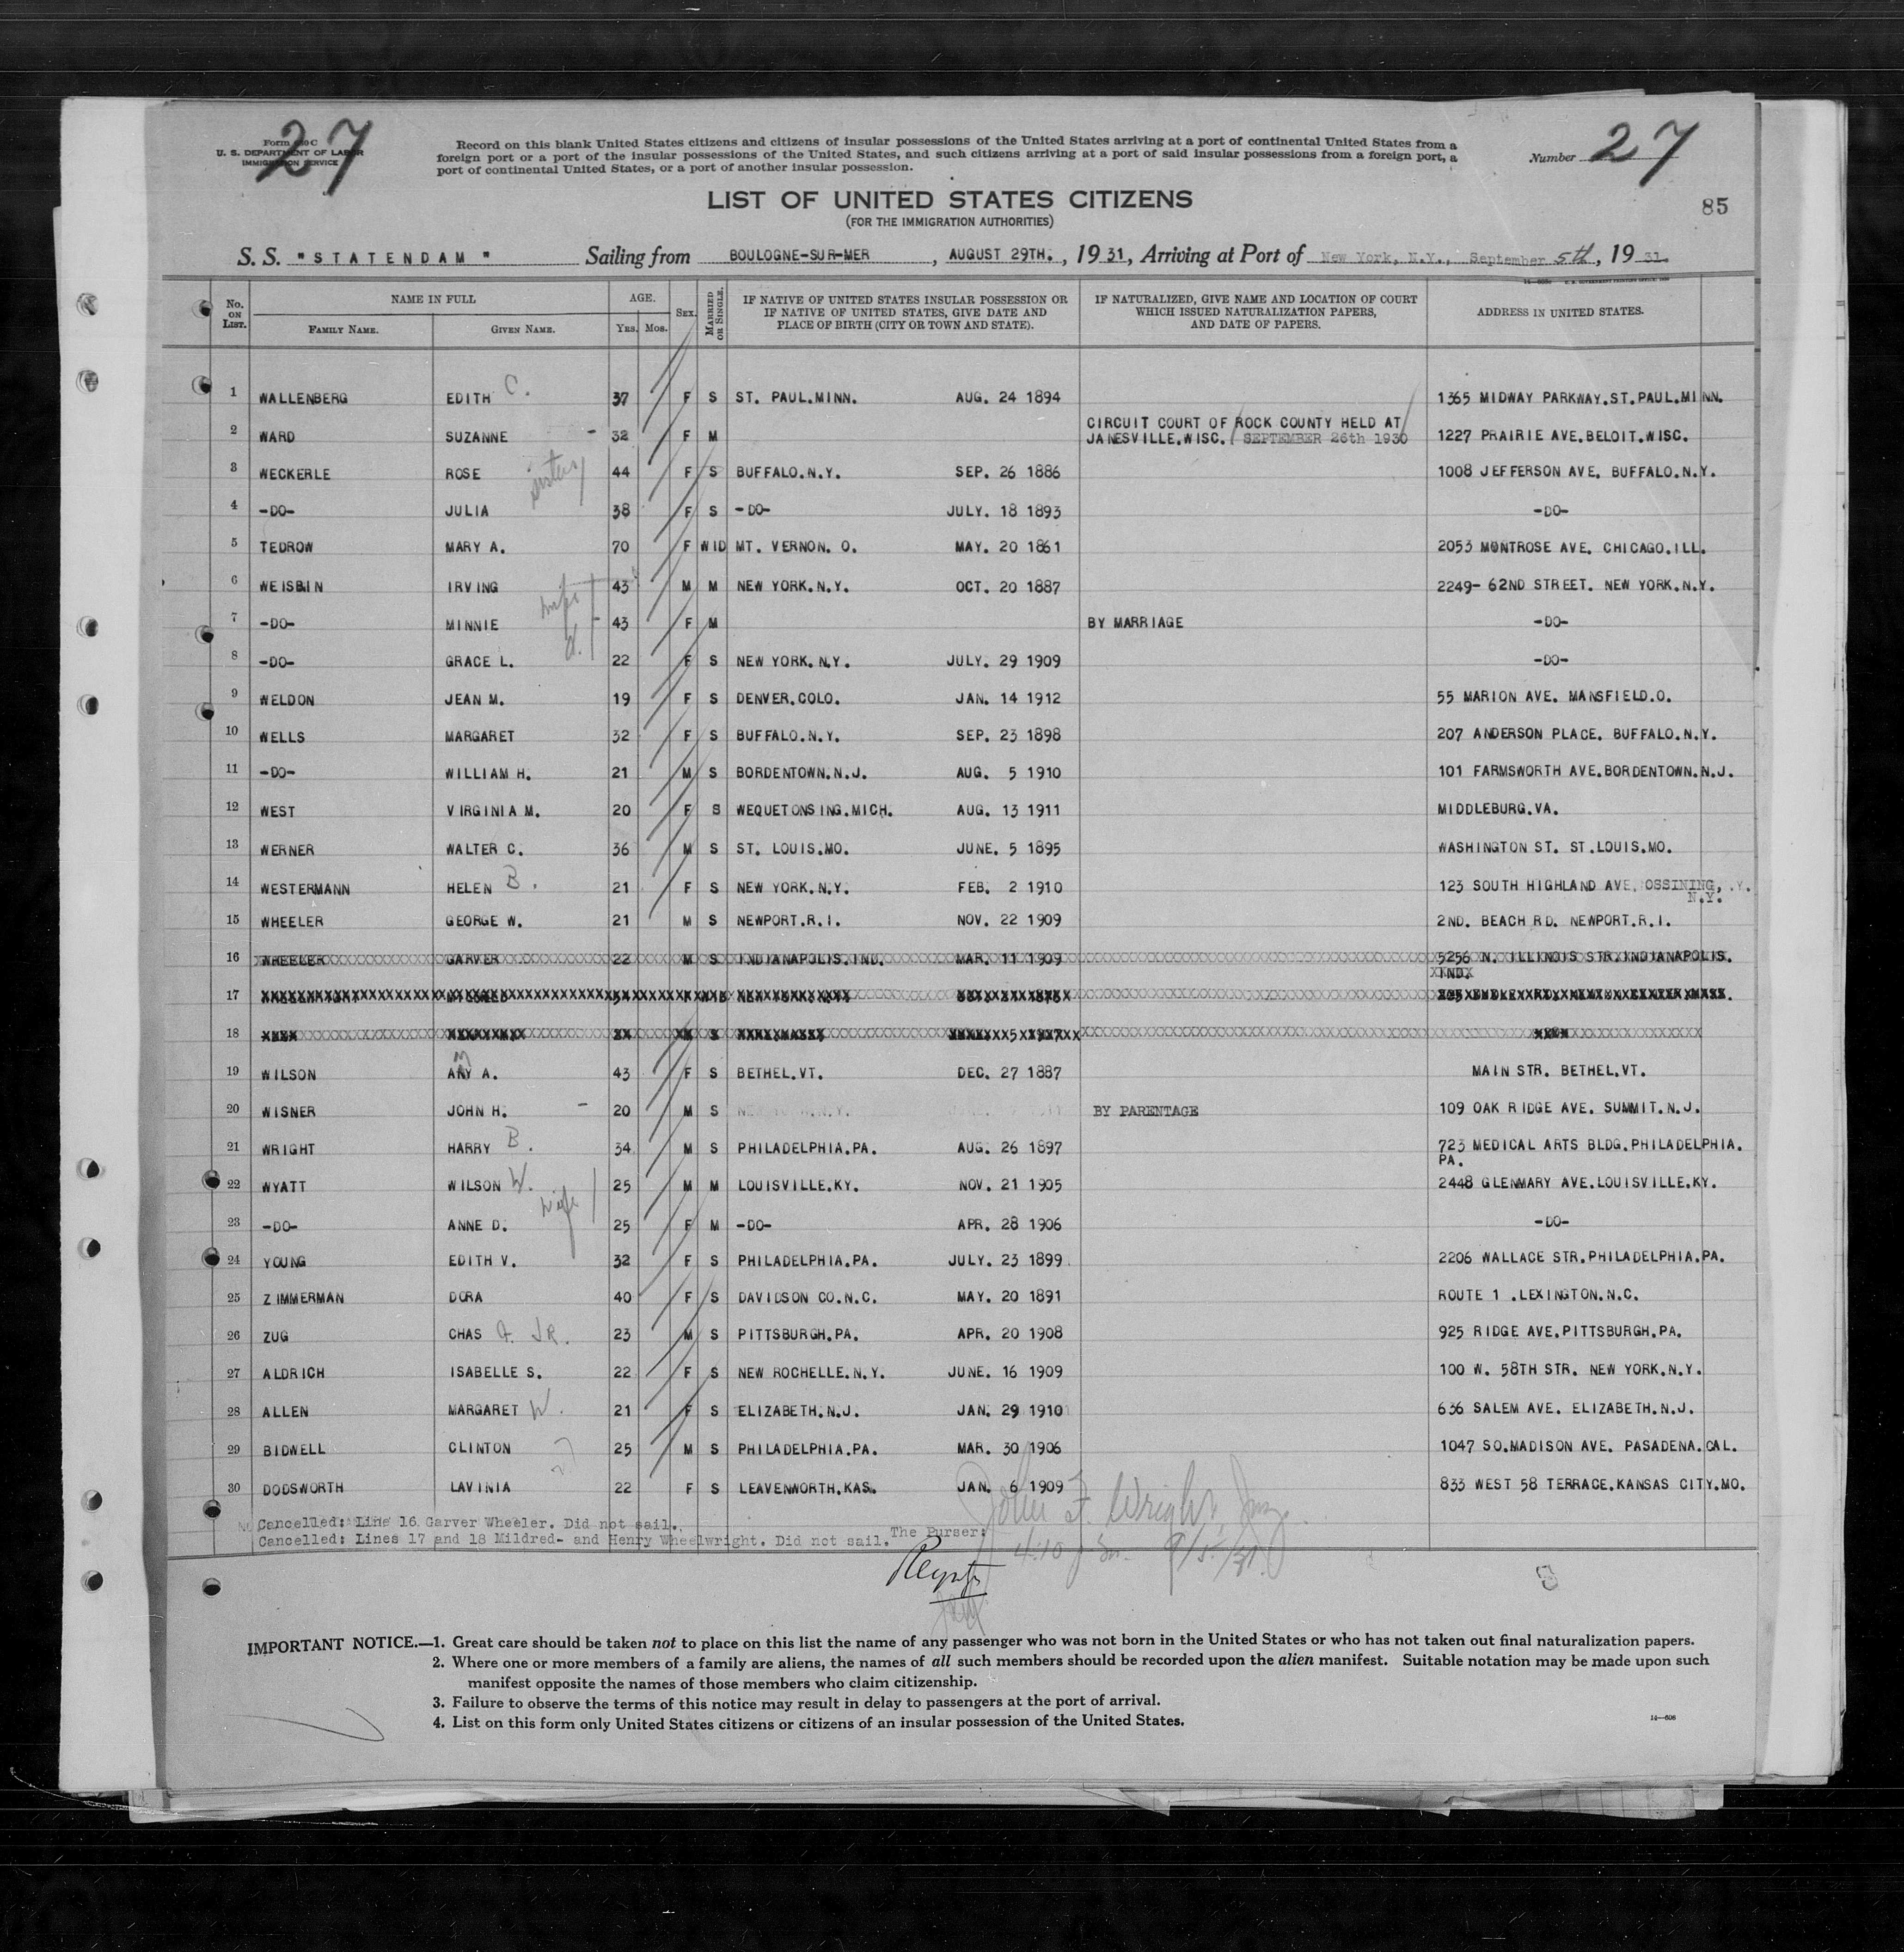 27
Form 630 C
U. S. DEPARTMENT OF LABOR
IMMIGRATION SERVICE
Record on this blank United States citizens and citizens of insular possessions of the United States arriving at a port of continental United States from a
foreign port or a port of the insular possessions of the United States, and such citizens arriving at a port of said insular possessions from a foreign port, a
port of continental United States, or a port of another insular possession.
Number 27
LIST OF UNITED STATES CITIZENS
(FOR THE IMMIGRATION AUTHORITIES)
85
S. S. "STATENDAM" Sailing from BOULOGNE-SUR-MER, AUGUST 29TH., 1931, Arriving at Port of New York, N.Y., September 5th, 1931.
No. ON LIST. NAME IN FULL FAMILY NAME. GIVEN NAME. AGE. Yrs. Mos. SEX. MARRIED OR SINGLE. IF NATIVE OF UNITED STATES INSULAR POSSESSION OR IF NATIVE OF UNITED STATES, GIVE DATE AND PLACE OF BIRTH (CITY OR TOWN AND STATE). IF NATURALIZED, GIVE NAME AND LOCATION OF COURT WHICH ISSUED NATURALIZATION PAPERS, AND DATE OF PAPERS. ADDRESS IN UNITED STATES.
1 WALLENBERG EDITH C. 37 F S ST. PAUL.MINN. AUG. 24 1894 1365 MIDWAY PARKWAY.ST.PAUL.MINN.
2 WARD SUZANNE - 32 F M CIRCUIT COURT OF ROCK COUNTY HELD AT JANESVILLE.WISC. SEPTEMBER 26th 1930 1227 PRAIRIE AVE.BELOIT.WISC.
3 WECKERLE ROSE sisters 44 F S BUFFALO.N.Y. SEP. 26 1886 1008 JEFFERSON AVE. BUFFALO.N.Y.
4 -DO- JULIA 38 F S -DO- JULY. 18 1893 -DO-
5 TEDROW MARY A. 70 F WID MT. VERNON. O. MAY. 20 1861 2053 MONTROSE AVE. CHICAGO.ILL.
6 WEISBIN IRVING 43 M M NEW YORK.N.Y. OCT. 20 1887 2249- 62ND STREET. NEW YORK.N.Y.
7 -DO- MINNIE wife - 43 F M BY MARRIAGE -DO-
8 -DO- GRACE L. d. 22 F S NEW YORK.N.Y. JULY. 29 1909 -DO-
9 WELDON JEAN M. 19 F S DENVER.COLO. JAN. 14 1912 55 MARION AVE. MANSFIELD.O.
10 WELLS MARGARET 32 F S BUFFALO.N.Y. SEP. 23 1898 207 ANDERSON PLACE. BUFFALO.N.Y.
11 -DO- WILLIAM H. 21 M S BORDENTOWN.N.J. AUG. 5 1910 101 FARMSWORTH AVE.BORDENTOWN.N.J.
12 WEST VIRGINIA M. 20 F S WEQUETONSING.MICH. AUG. 13 1911 MIDDLEBURG.VA.
13 WERNER WALTER C. 36 M S ST. LOUIS.MO. JUNE. 5 1895 WASHINGTON ST. ST.LOUIS.MO.
14 WESTERMANN HELEN B. 21 F S NEW YORK.N.Y. FEB. 2 1910 123 SOUTH HIGHLAND AVE. OSSINING, N.Y.
15 WHEELER GEORGE W. 21 M S NEWPORT.R.I. NOV. 22 1909 2ND. BEACH RD. NEWPORT.R.I.
16 WHEELER GARVER 22 M S INDIANAPOLIS.IND. MAR. 11 1909 5256 N. ILLINOIS STR.INDIANAPOLIS. IND.
17
18
19 WILSON AMY A. 43 F S BETHEL.VT. DEC. 27 1887 MAIN STR. BETHEL.VT.
20 WISNER JOHN H. - 20 M S BY PARENTAGE 109 OAK RIDGE AVE. SUMMIT.N.J.
21 WRIGHT HARRY B. 34 M S PHILADELPHIA.PA. AUG. 26 1897 723 MEDICAL ARTS BLDG.PHILADELPHIA. PA.
22 WYATT WILSON W. 25 M M LOUISVILLE.KY. NOV. 21 1905 2448 GLENMARY AVE.LOUISVILLE.KY.
23 -DO- ANNE D. wife 25 F M -DO- APR. 28 1906 -DO-
24 YOUNG EDITH V. 32 F S PHILADELPHIA.PA. JULY. 23 1899 2206 WALLACE STR.PHILADELPHIA.PA.
25 ZIMMERMAN DORA 40 F S DAVIDSON CO.N.C. MAY. 20 1891 ROUTE 1 .LEXINGTON.N.C.
26 ZUG CHAS JR. 23 M S PITTSBURGH.PA. APR. 20 1908 925 RIDGE AVE.PITTSBURGH.PA.
27 ALDRICH ISABELLE S. 22 F S NEW ROCHELLE.N.Y. JUNE. 16 1909 100 W. 58TH STR. NEW YORK.N.Y.
28 ALLEN MARGARET W. 21 F S ELIZABETH.N.J. JAN. 29 1910 636 SALEM AVE. ELIZABETH.N.J.
29 BIDWELL CLINTON 25 M S PHILADELPHIA.PA. MAR. 30 1906 1047 SO.MADISON AVE. PASADENA.CAL.
30 DODSWORTH LAVINIA 22 F S LEAVENWORTH.KAS. JAN. 6 1909 833 WEST 58 TERRACE.KANSAS CITY.MO.
Cancelled: Line 16 Garver Wheeler. Did not sail.
Cancelled: Lines 17 and 18 Mildred- and Henry Wheelwright. Did not sail.
The Purser:
John F. Wright
4:10 9/5/31
IMPORTANT NOTICE.—1. Great care should be taken not to place on this list the name of any passenger who was not born in the United States or who has not taken out final naturalization papers.
2. Where one or more members of a family are aliens, the names of all such members should be recorded upon the alien manifest. Suitable notation may be made upon such
manifest opposite the names of those members who claim citizenship.
3. Failure to observe the terms of this notice may result in delay to passengers at the port of arrival.
4. List on this form only United States citizens or citizens of an insular possession of the United States.
14—608